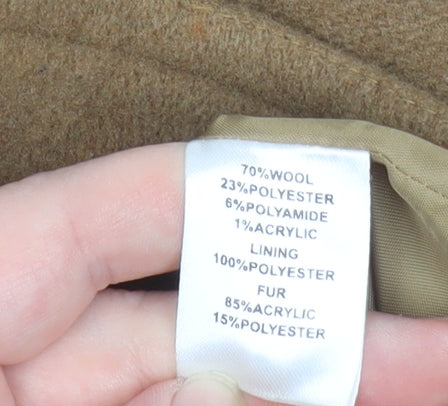 70%WOOL
23%POLYESTER
6%POLYAMIDE
1%ACRYLIC
LINING
100%POLYESTER
FUR
85%ACRYLIC
15%POLYESTER